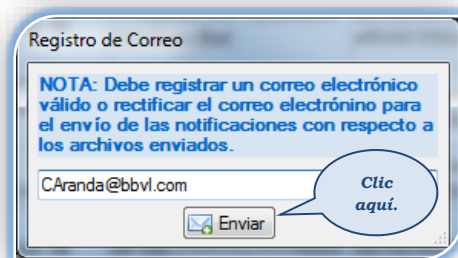 Registro de Correo
NOTA: Debe registrar un correo electrónico
válido o rectificar el correo electrónino para
el envío de las notificaciones con respecto a
los archivos enviados.
CAranda@bbvl.com
Clic
aquí.
Enviar